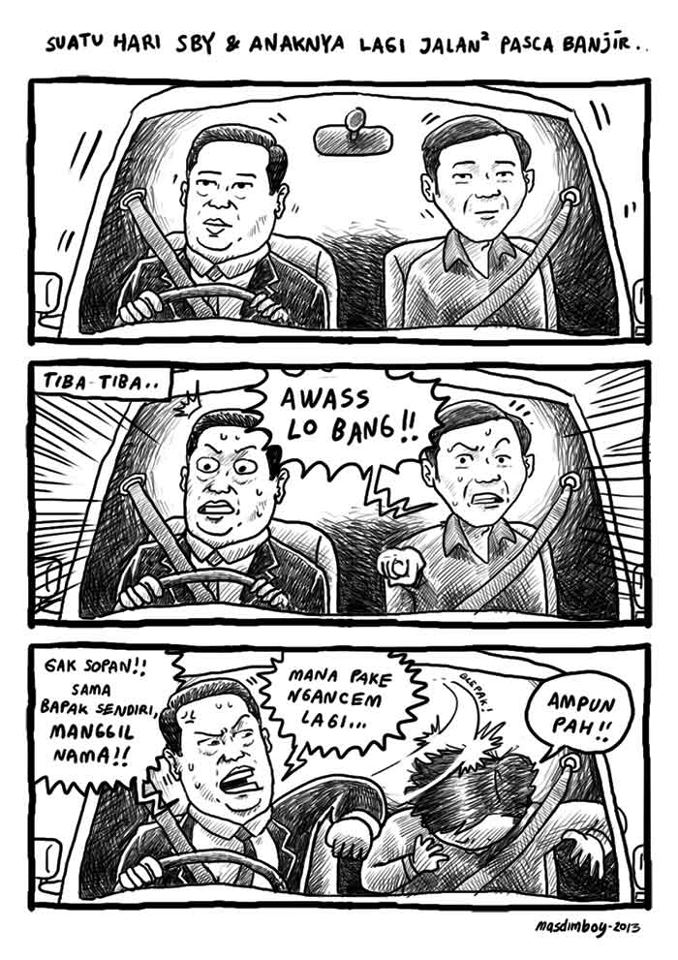 SUATU HARI SBY & ANAKNYA LAGI JALAN² PASCA BANJIR..
TIBA-TIBA..
AWASS
LO BANG!!
GAK SOPAN!!
SAMA
BAPAK SENDIRI,
MANGGIL
NAMA!!
MANA PAKE
NGANCEM
LAGI...
GLEPAK!
AMPUN
PAH!!
masdimboy-2013